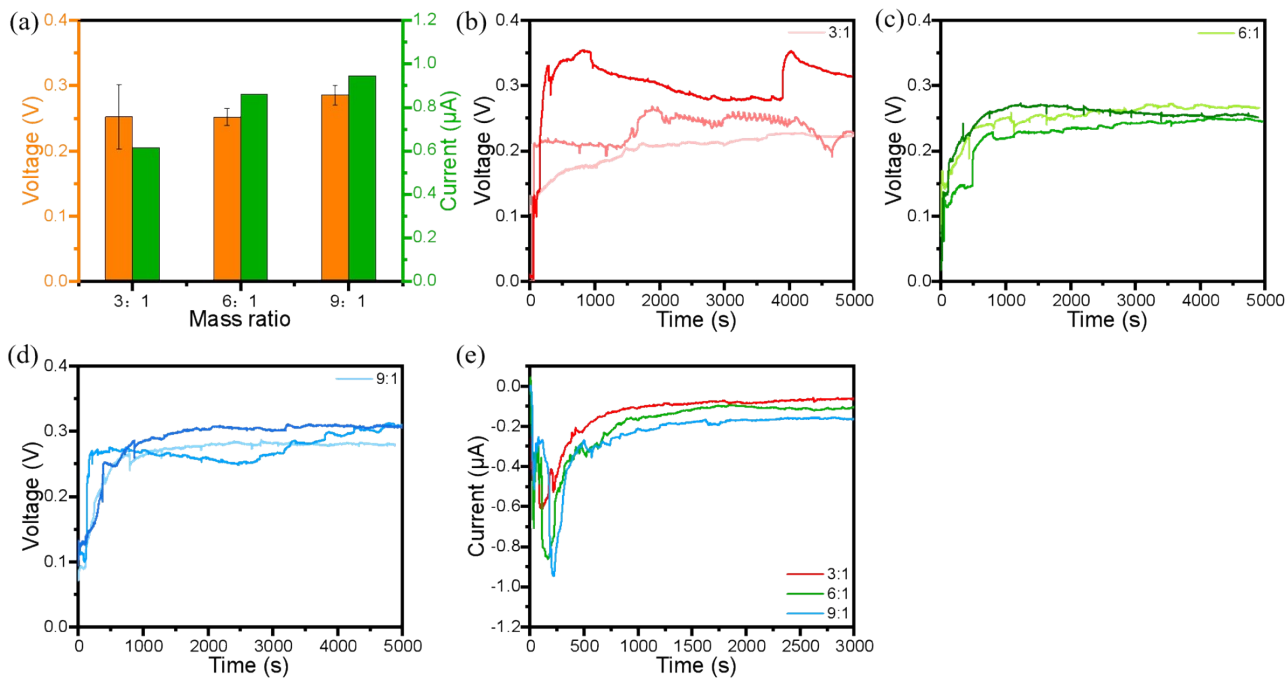 (a)
0.4
0.3
0.2
0.1
0.0
Voltage (V)
1.2
1.0
0.8
0.6
0.4
0.2
0.0
Current (μA)
3: 1
6: 1
9: 1
Mass ratio
(b)
3:1
0.4
0.3
0.2
0.1
0.0
Voltage (V)
0 1000 2000 3000 4000 5000
Time (s)
(c)
6:1
0.4
0.3
0.2
0.1
0.0
Voltage (V)
0 1000 2000 3000 4000 5000
Time (s)
(d)
9:1
0.4
0.3
0.2
0.1
0.0
Voltage (V)
0 1000 2000 3000 4000 5000
Time (s)
(e)
0.0
-0.2
-0.4
-0.6
-0.8
-1.0
-1.2
Current (μA)
3:1
6:1
9:1
0 500 1000 1500 2000 2500 3000
Time (s)